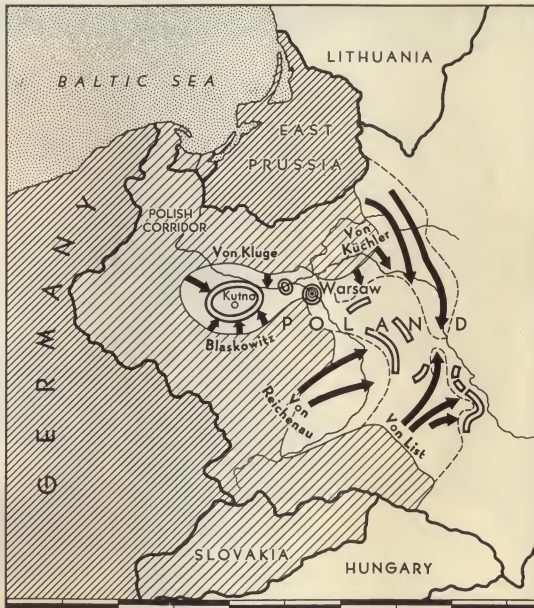 LITHUANIA
BALTIC SEA
EAST
PRUSSIA
POLISH
CORRIDOR
GERMANY
Von Kluge
Von
Küchler
Kutno
Warsaw
POLAND
Blaskowitz
Von
Reichenau
Von List
SLOVAKIA
HUNGARY